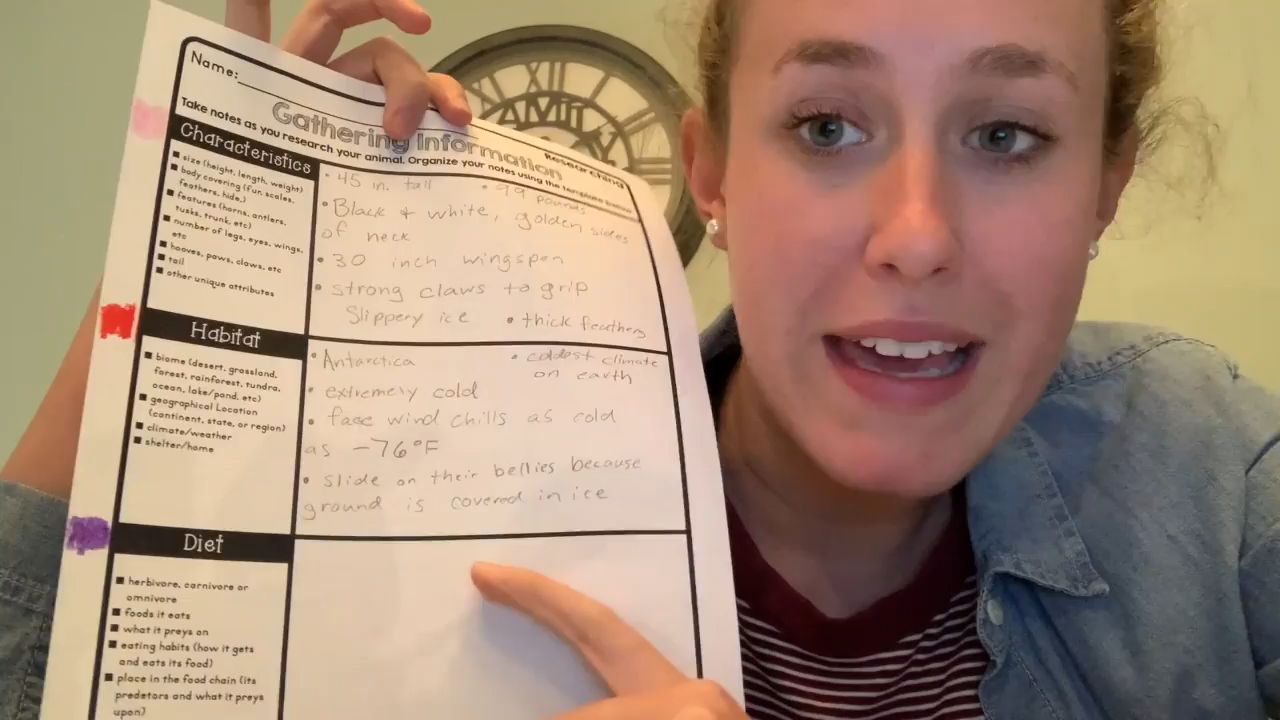 Name:
Gathering Information
Researching
Take notes as you research your animal. Organize your notes using the template below
Characteristics
size (height, length, weight)
body covering (fur, scales,
feathers, hide,)
features (horns, antlers,
tusks, trunk, etc)
number of legs, eyes, wings,
etc
hooves, paws, claws, etc
tail
other unique attributes
• 45 in. tall • 99 pounds
• Black & white, golden sides
of neck
• 30 inch wingspan
• strong claws to grip
slippery ice • thick feathers
Habitat
biome (desert, grassland,
forest, rainforest, tundra,
ocean, lake/pond, etc)
geographical Location
(continent, state, or region)
climate/weather
shelter/home
• Antarctica • coldest climate
on earth
• extremely cold
• face wind chills as cold
as -76°F
• slide on their bellies because
ground is covered in ice
Diet
herbivore, carnivore or
omnivore
foods it eats
what it preys on
eating habits (how it gets
and eats its food)
place in the food chain (its
predetors and what it preys
upon)